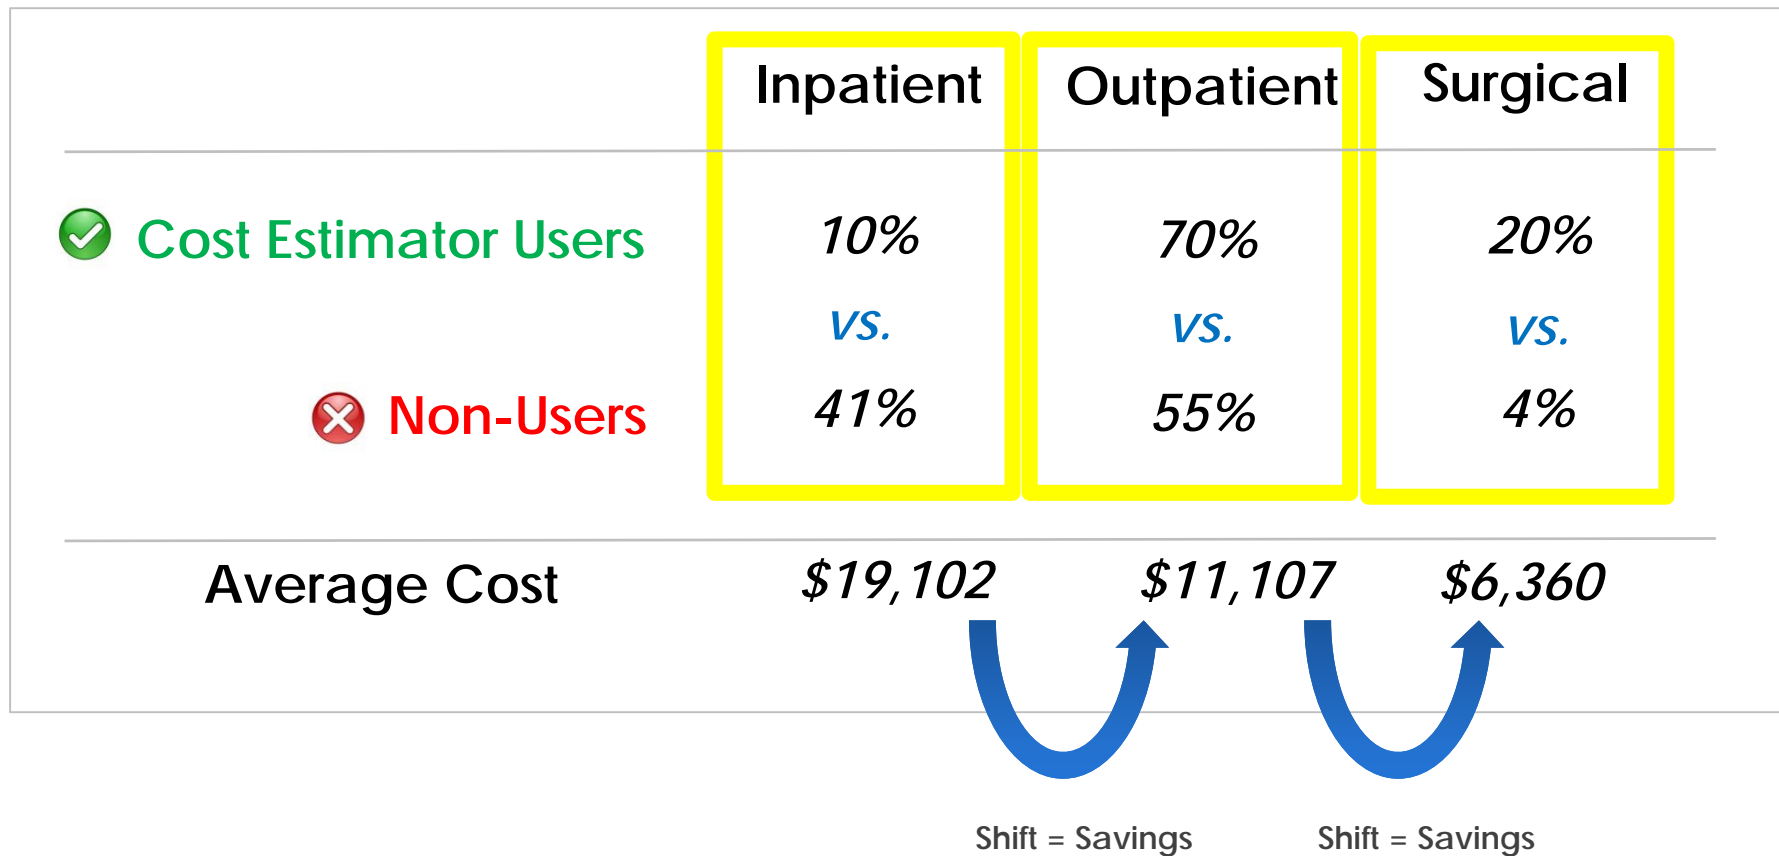 Inpatient Outpatient Surgical
Cost Estimator Users 10% 70% 20%
vs. vs. vs.
Non-Users 41% 55% 4%
Average Cost $19,102 $11,107 $6,360
Shift = Savings Shift = Savings